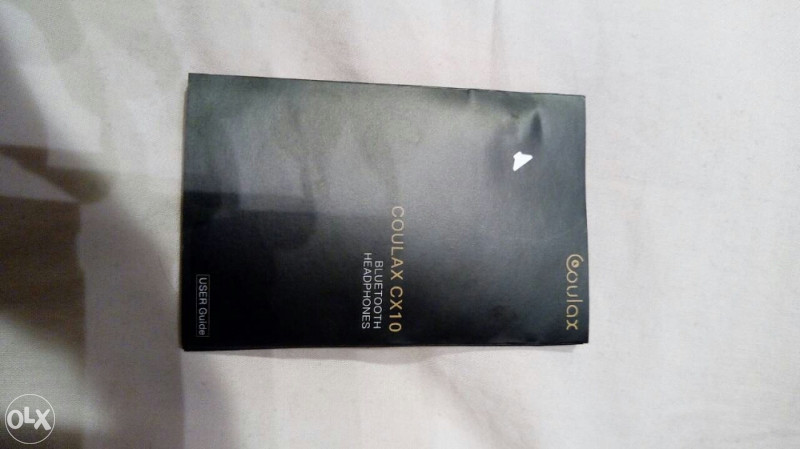 Coulax
COULAX CX10
BLUETOOTH
HEADPHONES
USER Guide
OLX